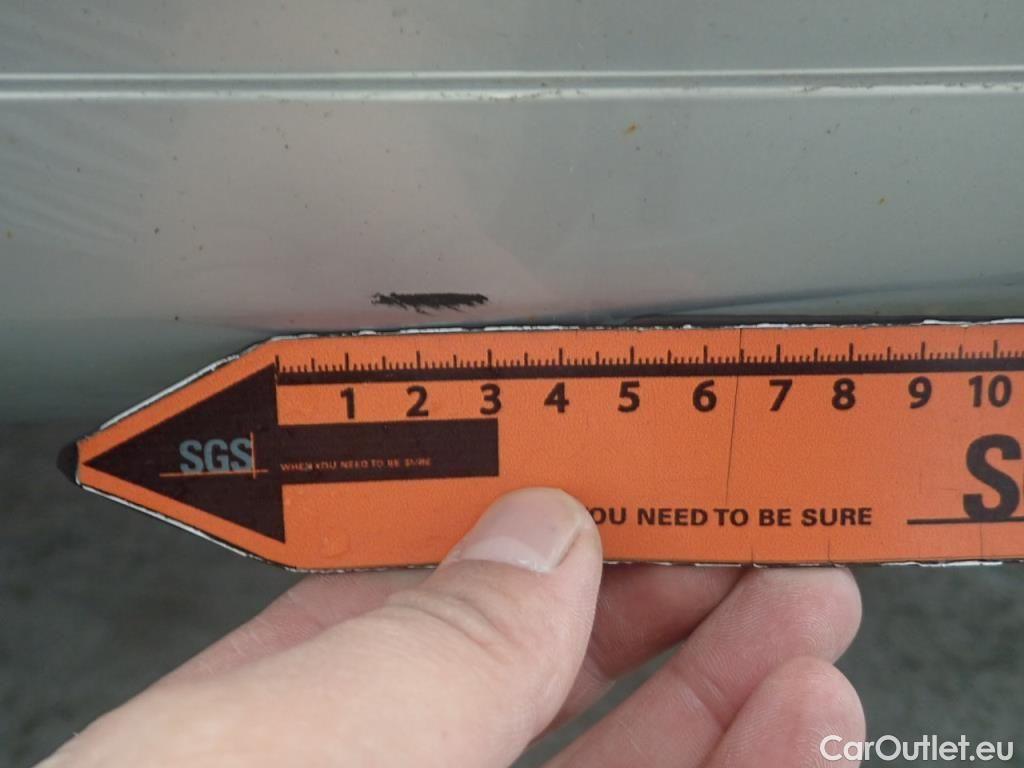 1 2 3 4 5 6 7 8 9 10
SGS
WHEN YOU NEED TO BE SURE
S
OU NEED TO BE SURE
CarOutlet.eu